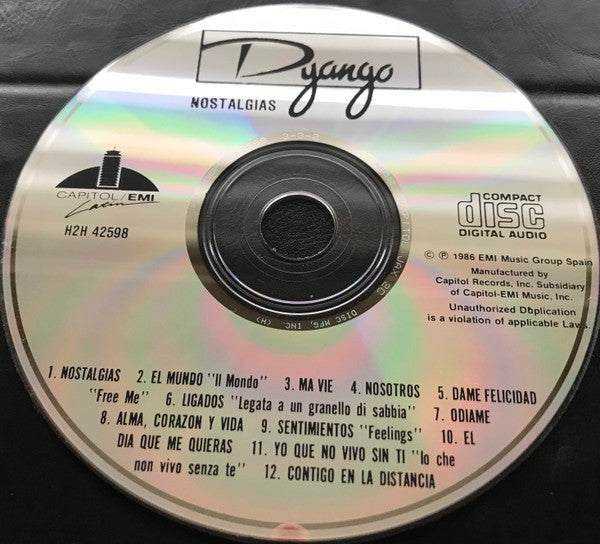 Dyango
NOSTALGIAS
CAPITOL/EMI
Latin
H2H 42598
COMPACT
disc
DIGITAL AUDIO
© ℗ 1986 EMI Music Group Spain
Manufactured by
Capitol Records, Inc. Subsidiary
of Capitol-EMI Music, Inc.
Unauthorized Duplication
is a violation of applicable Laws.
DISC MFG, INC. (H)
1. NOSTALGIAS 2. EL MUNDO "Il Mondo" 3. MA VIE 4. NOSOTROS 5. DAME FELICIDAD
"Free Me" 6. LIGADOS "Legata a un granello di sabbia" 7. ODIAME
8. ALMA, CORAZON Y VIDA 9. SENTIMIENTOS "Feelings" 10. EL
DIA QUE ME QUIERAS 11. YO QUE NO VIVO SIN TI "Io che
non vivo senza te" 12. CONTIGO EN LA DISTANCIA